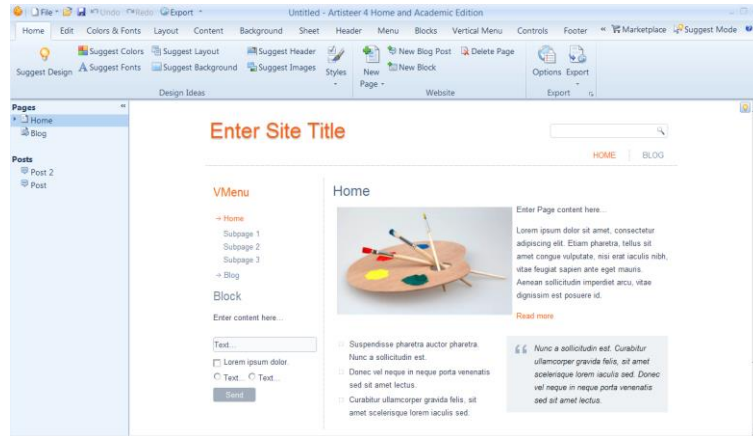 File Undo Redo Export Untitled - Artisteer 4 Home and Academic Edition
Home Edit Colors & Fonts Layout Content Background Sheet Header Menu Blocks Vertical Menu Controls Footer « Marketplace Suggest Mode
Suggest Colors Suggest Layout Suggest Header New Blog Post Delete Page
Suggest Design Suggest Fonts Suggest Background Suggest Images Styles New Page New Block Options Export
Design Ideas Website Export
Pages «
Home
Blog
Posts
Post 2
Post
Enter Site Title
HOME BLOG
VMenu
→ Home
Subpage 1
Subpage 2
Subpage 3
→ Blog
Block
Enter content here...
Text...
Lorem ipsum dolor.
Text... Text...
Send
Home
Enter Page content here...
Lorem ipsum dolor sit amet, consectetur
adipiscing elit. Etiam pharetra, tellus sit
amet congue vulputate, nisi erat iaculis nibh,
vitae feugiat sapien ante eget mauris.
Aenean sollicitudin imperdiet arcu, vitae
dignissim est posuere id.
Read more
Suspendisse pharetra auctor pharetra.
Nunc a sollicitudin est.
Donec vel neque in neque porta venenatis
sed sit amet lectus.
Curabitur ullamcorper gravida felis, sit
amet scelerisque lorem iaculis sed.
“ Nunc a sollicitudin est. Curabitur
ullamcorper gravida felis, sit amet
scelerisque lorem iaculis sed. Donec
vel neque in neque porta venenatis
sed sit amet lectus.